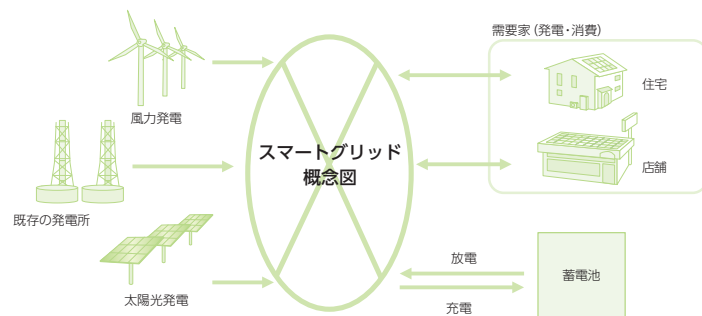 需要家（発電・消費）
風力発電
住宅
スマートグリッド
概念図
店舗
既存の発電所
太陽光発電
放電
蓄電池
充電